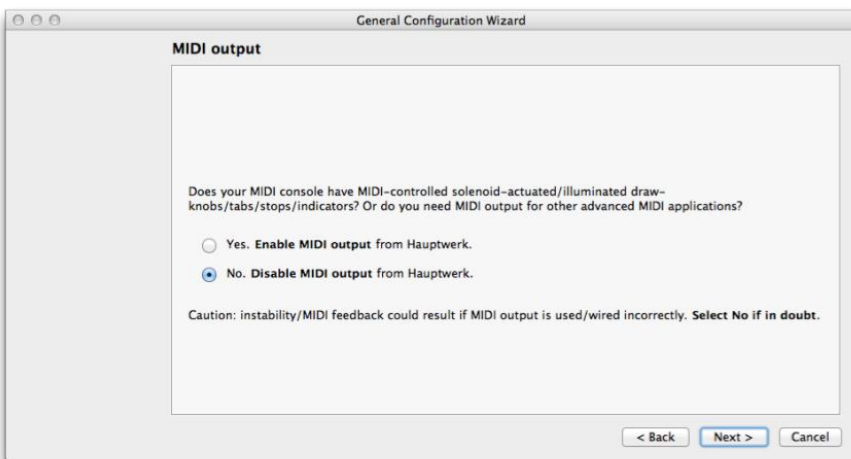 General Configuration Wizard
MIDI output
Does your MIDI console have MIDI-controlled solenoid-actuated/illuminated draw-
knobs/tabs/stops/indicators? Or do you need MIDI output for other advanced MIDI applications?
Yes. Enable MIDI output from Hauptwerk.
No. Disable MIDI output from Hauptwerk.
Caution: instability/MIDI feedback could result if MIDI output is used/wired incorrectly. Select No if in doubt.
< Back Next > Cancel